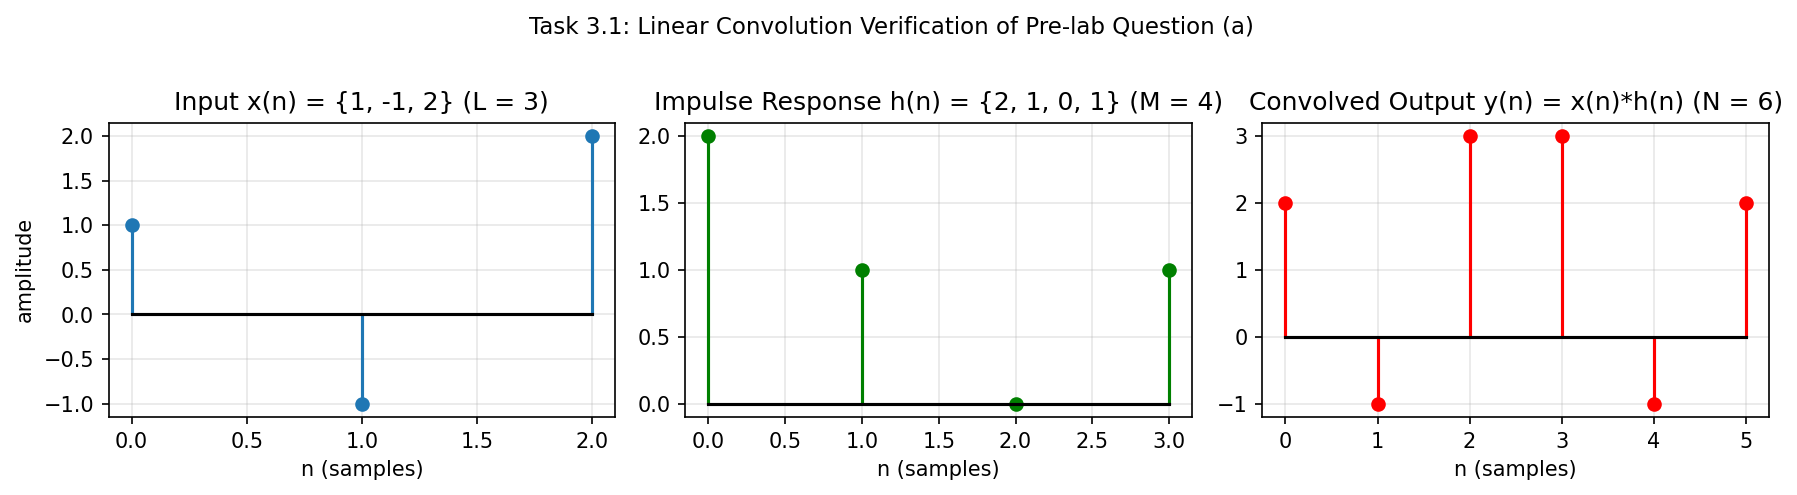 Task 3.1: Linear Convolution Verification of Pre-lab Question (a)
Input x(n) = {1, -1, 2} (L = 3)
2.0
1.5
1.0
0.5
0.0
−0.5
−1.0
amplitude
0.0 0.5 1.0 1.5 2.0
n (samples)
Impulse Response h(n) = {2, 1, 0, 1} (M = 4)
2.0
1.5
1.0
0.5
0.0
0.0 0.5 1.0 1.5 2.0 2.5 3.0
n (samples)
Convolved Output y(n) = x(n)*h(n) (N = 6)
3
2
1
0
−1
0 1 2 3 4 5
n (samples)